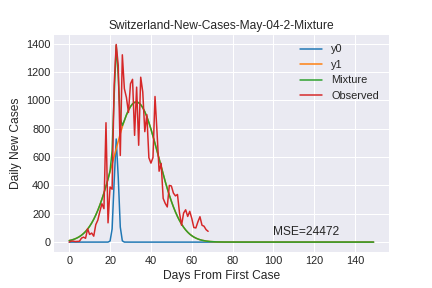 Switzerland-New-Cases-May-04-2-Mixture
Daily New Cases
1400
1200
1000
800
600
400
200
0
y0
y1
Mixture
Observed
MSE=24472
0 20 40 60 80 100 120 140
Days From First Case